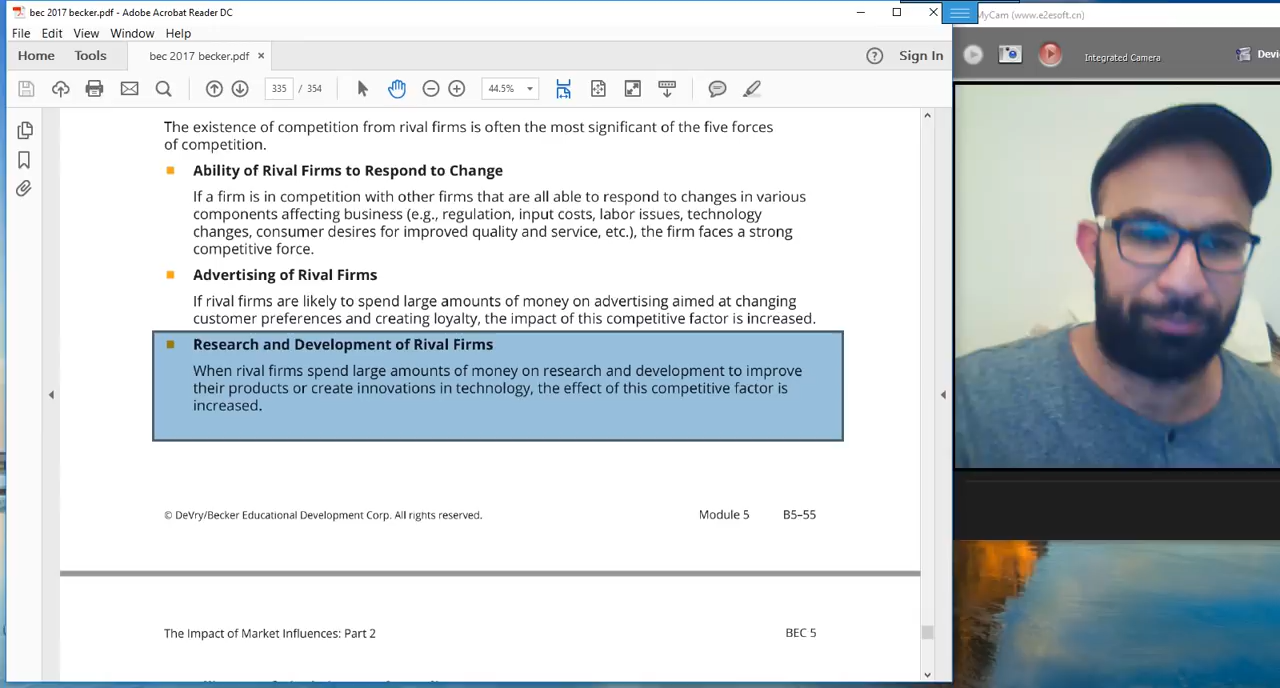 bec 2017 becker.pdf - Adobe Acrobat Reader DC
File Edit View Window Help
Home Tools bec 2017 becker.pdf × Sign In
335 / 354 44.5%
The existence of competition from rival firms is often the most significant of the five forces
of competition.
Ability of Rival Firms to Respond to Change
If a firm is in competition with other firms that are all able to respond to changes in various
components affecting business (e.g., regulation, input costs, labor issues, technology
changes, consumer desires for improved quality and service, etc.), the firm faces a strong
competitive force.
Advertising of Rival Firms
If rival firms are likely to spend large amounts of money on advertising aimed at changing
customer preferences and creating loyalty, the impact of this competitive factor is increased.
Research and Development of Rival Firms
When rival firms spend large amounts of money on research and development to improve
their products or create innovations in technology, the effect of this competitive factor is
increased.
© DeVry/Becker Educational Development Corp. All rights reserved. Module 5 B5–55
The Impact of Market Influences: Part 2 BEC 5
MyCam (www.e2esoft.cn)
Integrated Camera Devi